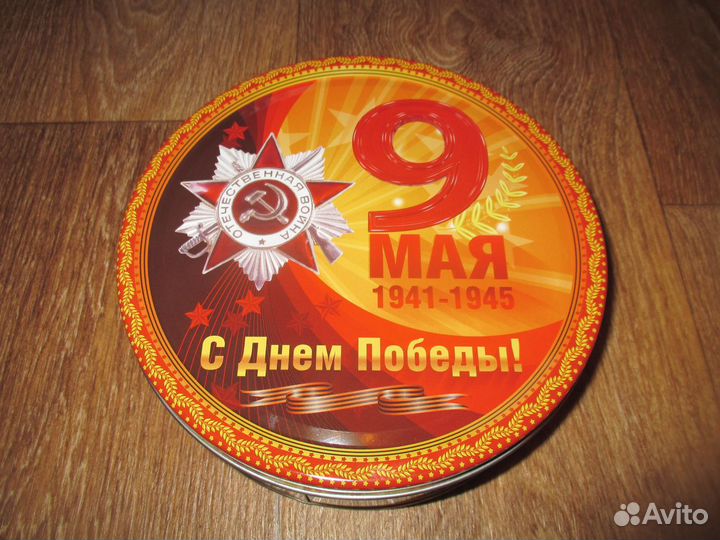 ОТЕЧЕСТВЕННАЯ ВОЙНА
9
МАЯ
1941-1945
С Днем Победы!
Avito